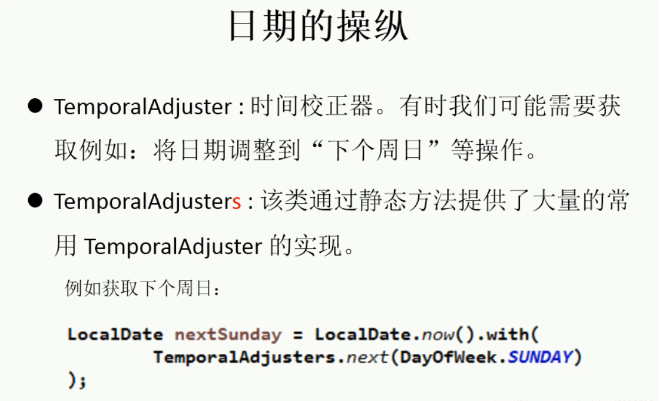 日期的操纵
● TemporalAdjuster : 时间校正器。有时我们可能需要获
取例如：将日期调整到“下个周日”等操作。
● TemporalAdjusters : 该类通过静态方法提供了大量的常
用 TemporalAdjuster 的实现。
例如获取下个周日：
LocalDate nextSunday = LocalDate.now().with(
TemporalAdjusters.next(DayOfWeek.SUNDAY)
);